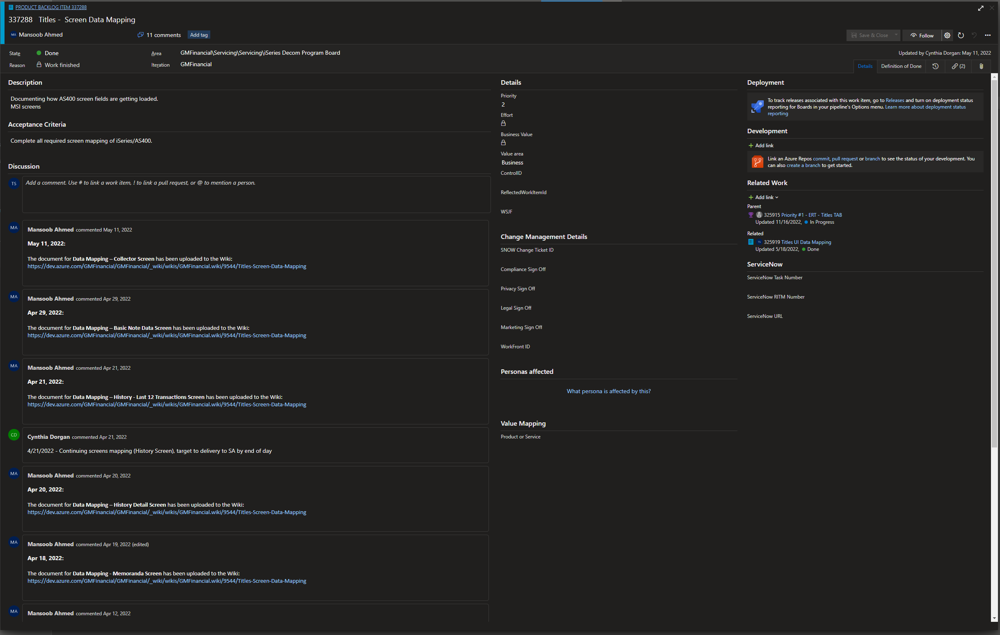 PRODUCT BACKLOG ITEM 337288
337288 Titles - Screen Data Mapping
MA Mansoob Ahmed
11 comments
Add tag
Save & Close
Follow
State Done
Area GMFinancial\Servicing\Servicing\iSeries Decom Program Board
Updated by Cynthia Dorgan: May 11, 2022
Reason Work finished
Iteration GMFinancial
Details
Definition of Done
(2)
Description
Documenting how AS400 screen fields are getting loaded.
MSI screens
Acceptance Criteria
Complete all required screen mapping of iSeries/AS400.
Discussion
TS
Add a comment. Use # to link a work item, ! to link a pull request, or @ to mention a person.
MA
Mansoob Ahmed commented May 11, 2022
May 11, 2022:
The document for Data Mapping – Collector Screen has been uploaded to the Wiki:
https://dev.azure.com/GMFinancial/GMFinancial/_wiki/wikis/GMFinancial.wiki/9544/Titles-Screen-Data-Mapping
MA
Mansoob Ahmed commented Apr 29, 2022
Apr 29, 2022:
The document for Data Mapping – Basic Note Data Screen has been uploaded to the Wiki:
https://dev.azure.com/GMFinancial/GMFinancial/_wiki/wikis/GMFinancial.wiki/9544/Titles-Screen-Data-Mapping
MA
Mansoob Ahmed commented Apr 21, 2022
Apr 21, 2022:
The document for Data Mapping – History - Last 12 Transactions Screen has been uploaded to the Wiki:
https://dev.azure.com/GMFinancial/GMFinancial/_wiki/wikis/GMFinancial.wiki/9544/Titles-Screen-Data-Mapping
CD
Cynthia Dorgan commented Apr 21, 2022
4/21/2022 - Continuing screens mapping (History Screen), target to delivery to SA by end of day
MA
Mansoob Ahmed commented Apr 20, 2022
Apr 20, 2022:
The document for Data Mapping – History Detail Screen has been uploaded to the Wiki:
https://dev.azure.com/GMFinancial/GMFinancial/_wiki/wikis/GMFinancial.wiki/9544/Titles-Screen-Data-Mapping
MA
Mansoob Ahmed commented Apr 19, 2022 (edited)
Apr 18, 2022:
The document for Data Mapping - Memoranda Screen has been uploaded to the Wiki:
https://dev.azure.com/GMFinancial/GMFinancial/_wiki/wikis/GMFinancial.wiki/9544/Titles-Screen-Data-Mapping
MA
Mansoob Ahmed commented Apr 12, 2022
Details
Priority
2
Effort
Business Value
Value area
Business
ControlID
ReflectedWorkItemId
WSJF
Change Management Details
SNOW Change Ticket ID
Compliance Sign Off
Privacy Sign Off
Legal Sign Off
Marketing Sign Off
WorkFront ID
Personas affected
What persona is affected by this?
Value Mapping
Product or Service
Deployment
To track releases associated with this work item, go to Releases and turn on deployment status
reporting for Boards in your pipeline's Options menu. Learn more about deployment status
reporting
Development
Add link
Link an Azure Repos commit, pull request or branch to see the status of your development. You
can also create a branch to get started.
Related Work
Add link
Parent
325915 Priority #1 - ERT - Titles TAB
Updated 11/16/2022, In Progress
Related
TS 325919 Titles UI Data Mapping
Updated 5/18/2022, Done
ServiceNow
ServiceNow Task Number
ServiceNow RITM Number
ServiceNow URL